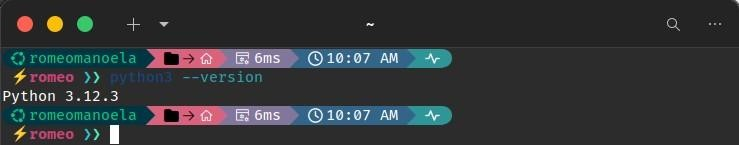 ~
romeomanoela 6ms 10:07 AM
romeo ❯❯ python3 --version
Python 3.12.3
romeomanoela 6ms 10:07 AM
romeo ❯❯